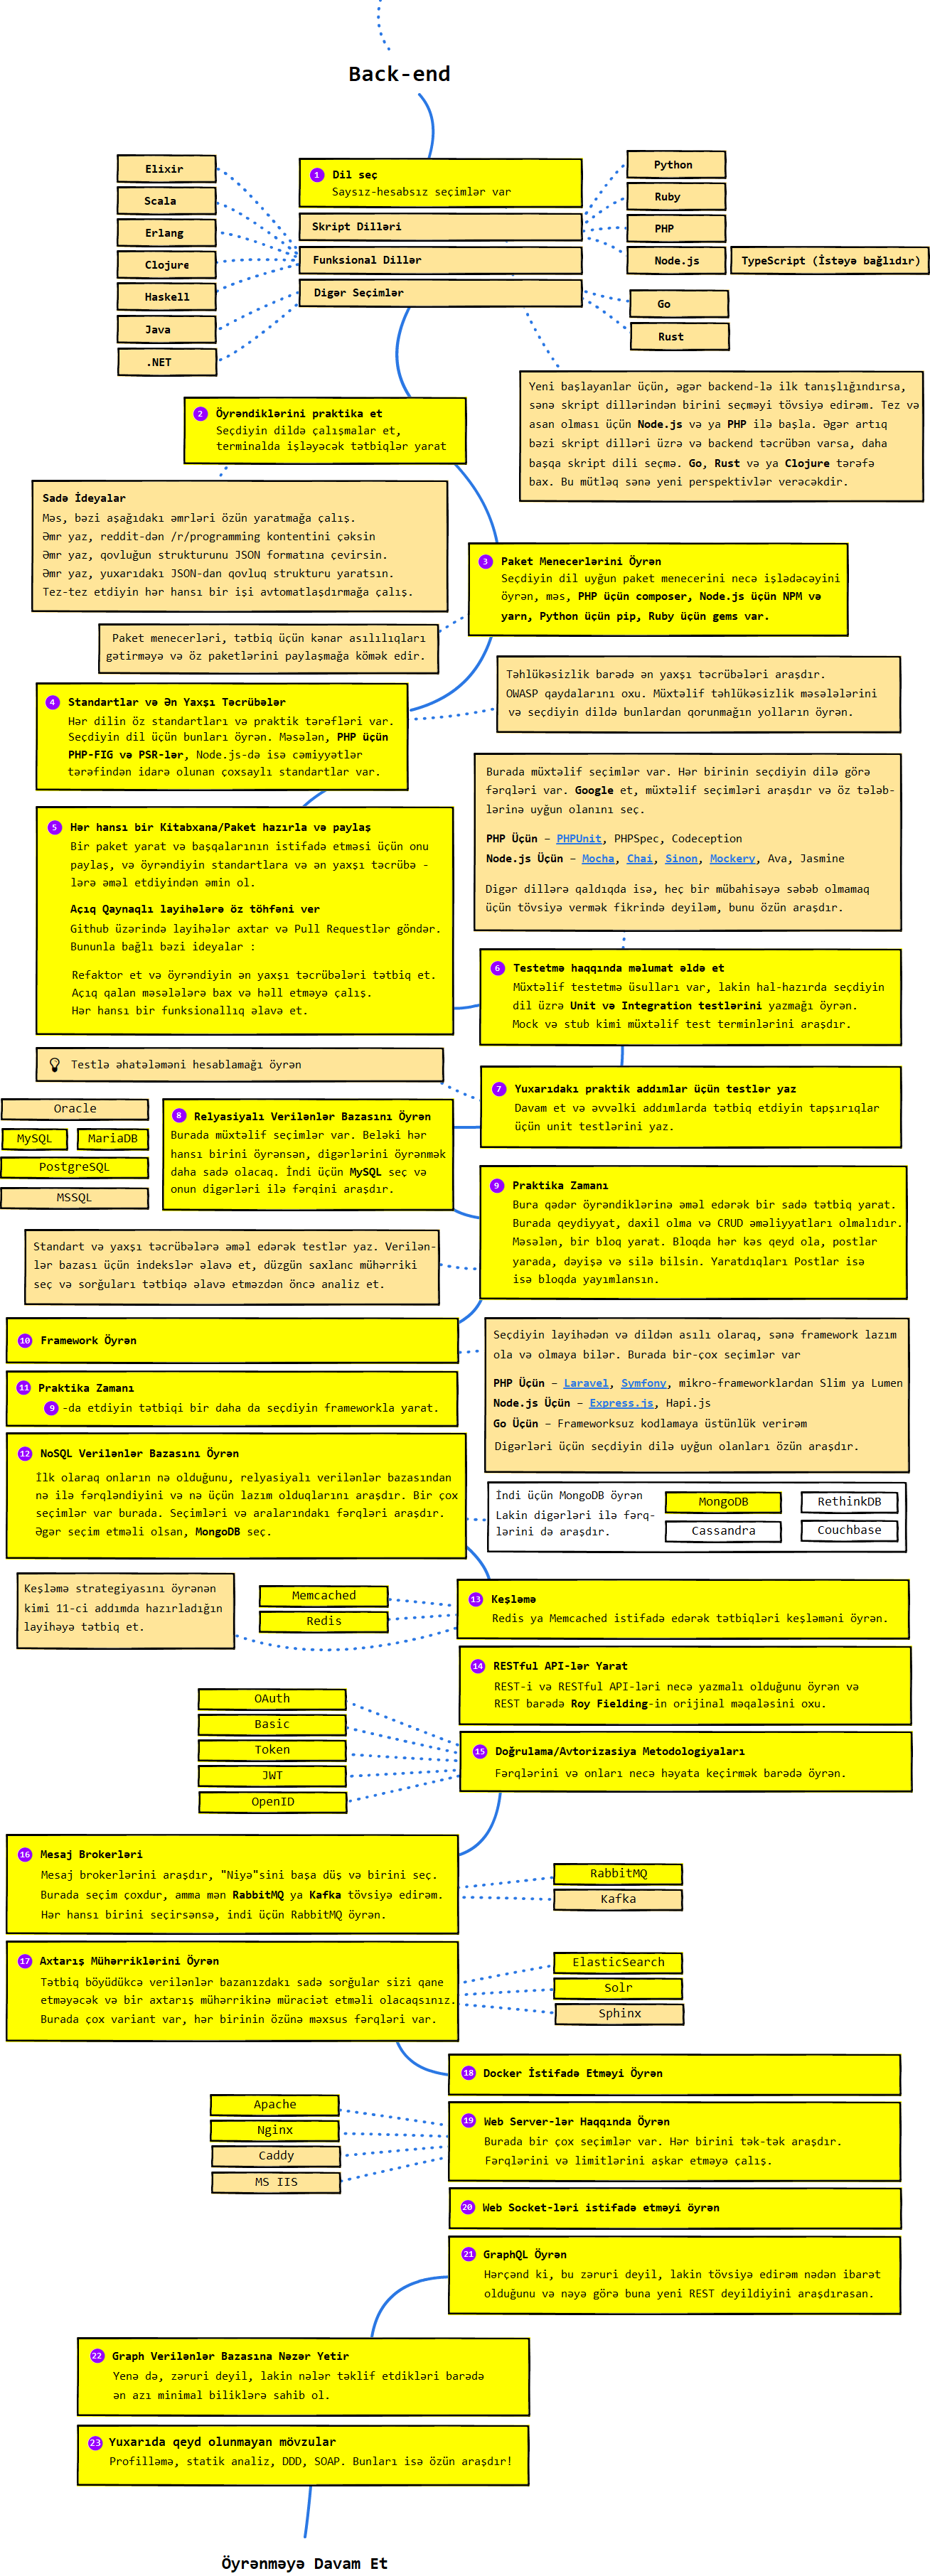 Back-end
Elixir
Scala
Erlang
Clojure
Haskell
Java
.NET
1 Dil seç
Saysız-hesabsız seçimlər var
Skript Dilləri
Funksional Dillər
Digər Seçimlər
Python
Ruby
PHP
Node.js
TypeScript (İstəyə bağlıdır)
Go
Rust
Yeni başlayanlar üçün, əgər backend-lə ilk tanışlığındırsa,
sənə skript dillərindən birini seçməyi tövsiyə edirəm. Tez və
asan olması üçün Node.js və ya PHP ilə başla. Əgər artıq
bəzi skript dilləri üzrə və backend təcrübən varsa, daha
başqa skript dili seçmə. Go, Rust və ya Clojure tərəfə
bax. Bu mütləq sənə yeni perspektivlər verəcəkdir.
2 Öyrəndiklərini praktika et
Seçdiyin dildə çalışmalar et,
terminalda işləyəcək tətbiqlər yarat
Sadə İdeyalar
Məs, bəzi aşağıdakı əmrləri özün yaratmağa çalış.
Əmr yaz, reddit-dən /r/programming kontentini çəksin
Əmr yaz, qovluğun strukturunu JSON formatına çevirsin.
Əmr yaz, yuxarıdakı JSON-dan qovluq strukturu yaratsın.
Tez-tez etdiyin hər hansı bir işi avtomatlaşdırmağa çalış.
3 Paket Menecerlərini Öyrən
Seçdiyin dil uyğun paket menecerini necə işlədəcəyini
öyrən, məs, PHP üçün composer, Node.js üçün NPM və
yarn, Python üçün pip, Ruby üçün gems var.
Paket menecerləri, tətbiq üçün kənar asılılıqları
gətirməyə və öz paketlərini paylaşmağa kömək edir.
Təhlükəsizlik barədə ən yaxşı təcrübələri araşdır.
OWASP qaydalarını oxu. Müxtəlif təhlükəsizlik məsələlərini
və seçdiyin dildə bunlardan qorunmağın yolların öyrən.
4 Standartlar və Ən Yaxşı Təcrübələr
Hər dilin öz standartları və praktik tərəfləri var.
Seçdiyin dil üçün bunları öyrən. Məsələn, PHP üçün
PHP-FIG və PSR-lər, Node.js-də isə cəmiyyətlər
tərəfindən idarə olunan çoxsaylı standartlar var.
Burada müxtəlif seçimlər var. Hər birinin seçdiyin dilə görə
fərqləri var. Google et, müxtəlif seçimləri araşdır və öz tələb-
lərinə uyğun olanını seç.
PHP Üçün – PHPUnit, PHPSpec, Codeception
Node.js Üçün – Mocha, Chai, Sinon, Mockery, Ava, Jasmine
Digər dillərə qaldıqda isə, heç bir mübahisəyə səbəb olmamaq
üçün tövsiyə vermək fikrində deyiləm, bunu özün araşdır.
5 Hər hansı bir Kitabxana/Paket hazırla və paylaş
Bir paket yarat və başqalarının istifadə etməsi üçün onu
paylaş, və öyrəndiyin standartlara və ən yaxşı təcrübə -
lərə əməl etdiyindən əmin ol.
Açıq Qaynaqlı layihələrə öz töhfəni ver
Github üzərində layihələr axtar və Pull Requestlər göndər.
Bununla bağlı bəzi ideyalar :
Refaktor et və öyrəndiyin ən yaxşı təcrübələri tətbiq et.
Açıq qalan məsələlərə bax və həll etməyə çalış.
Hər hansı bir funksionallıq əlavə et.
6 Testetmə haqqında məlumat əldə et
Müxtəlif testetmə üsulları var, lakin hal-hazırda seçdiyin
dil üzrə Unit və Integration testlərini yazmağı öyrən.
Mock və stub kimi müxtəlif test terminlərini araşdır.
Testlə əhatələməni hesablamağı öyrən
7 Yuxarıdakı praktik addımlar üçün testlər yaz
Davam et və əvvəlki addımlarda tətbiq etdiyin tapşırıqlar
üçün unit testlərini yaz.
Oracle
MySQL
MariaDB
PostgreSQL
MSSQL
8 Relyasiyalı Verilənlər Bazasını Öyrən
Burada müxtəlif seçimlər var. Beləki hər
hansı birini öyrənsən, digərlərini öyrənmək
daha sadə olacaq. İndi üçün MySQL seç və
onun digərləri ilə fərqini araşdır.
9 Praktika Zamanı
Bura qədər öyrəndiklərinə əməl edərək bir sadə tətbiq yarat.
Burada qeydiyyat, daxil olma və CRUD əməliyyatları olmalıdır.
Məsələn, bir bloq yarat. Bloqda hər kəs qeyd ola, postlar
yarada, dəyişə və silə bilsin. Yaratdıqları Postlar isə
isə bloqda yayımlansın.
Standart və yaxşı təcrübələrə əməl edərək testlər yaz. Verilən-
lər bazası üçün indekslər əlavə et, düzgün saxlanc mühərriki
seç və sorğuları tətbiqə əlavə etməzdən öncə analiz et.
10 Framework Öyrən
Seçdiyin layihədən və dildən asılı olaraq, sənə framework lazım
ola və olmaya bilər. Burada bir-çox seçimlər var
PHP Üçün – Laravel, Symfony, mikro-frameworklardan Slim ya Lumen
Node.js Üçün – Express.js, Hapi.js
Go Üçün – Frameworksuz kodlamaya üstünlük verirəm
Digərləri üçün seçdiyin dilə uyğun olanları özün araşdır.
11 Praktika Zamanı
9 -da etdiyin tətbiqi bir daha da seçdiyin frameworkla yarat.
12 NoSQL Verilənlər Bazasını Öyrən
İlk olaraq onların nə olduğunu, relyasiyalı verilənlər bazasından
nə ilə fərqləndiyini və nə üçün lazım olduqlarını araşdır. Bir çox
seçimlər var burada. Seçimləri və aralarındakı fərqləri araşdır.
Əgər seçim etməli olsan, MongoDB seç.
İndi üçün MongoDB öyrən
Lakin digərləri ilə fərq-
lərini də araşdır.
MongoDB
RethinkDB
Cassandra
Couchbase
Keşləmə strategiyasını öyrənən
kimi 11-ci addımda hazırladığın
layihəyə tətbiq et.
Memcached
Redis
13 Keşləmə
Redis ya Memcached istifadə edərək tətbiqləri keşləməni öyrən.
14 RESTful API-lər Yarat
REST-i və RESTful API-ləri necə yazmalı olduğunu öyrən və
REST barədə Roy Fielding-in orijinal məqaləsini oxu.
OAuth
Basic
Token
JWT
OpenID
15 Doğrulama/Avtorizasiya Metodologiyaları
Fərqlərini və onları necə həyata keçirmək barədə öyrən.
16 Mesaj Brokerləri
Mesaj brokerlərini araşdır, "Niyə"sini başa düş və birini seç.
Burada seçim çoxdur, amma mən RabbitMQ ya Kafka tövsiyə edirəm.
Hər hansı birini seçirsənsə, indi üçün RabbitMQ öyrən.
RabbitMQ
Kafka
17 Axtarış Mühərriklərini Öyrən
Tətbiq böyüdükcə verilənlər bazanızdakı sadə sorğular sizi qane
etməyəcək və bir axtarış mühərrikinə müraciət etməli olacaqsınız.
Burada çox variant var, hər birinin özünə məxsus fərqləri var.
ElasticSearch
Solr
Sphinx
18 Docker İstifadə Etməyi Öyrən
Apache
Nginx
Caddy
MS IIS
19 Web Server-lər Haqqında Öyrən
Burada bir çox seçimlər var. Hər birini tək-tək araşdır.
Fərqlərini və limitlərini aşkar etməyə çalış.
20 Web Socket-ləri istifadə etməyi öyrən
21 GraphQL Öyrən
Hərçənd ki, bu zəruri deyil, lakin tövsiyə edirəm nədən ibarət
olduğunu və nəyə görə buna yeni REST deyildiyini araşdırasan.
22 Graph Verilənlər Bazasına Nəzər Yetir
Yenə də, zəruri deyil, lakin nələr təklif etdikləri barədə
ən azı minimal biliklərə sahib ol.
23 Yuxarıda qeyd olunmayan mövzular
Profilləmə, statik analiz, DDD, SOAP. Bunları isə özün araşdır!
Öyrənməyə Davam Et